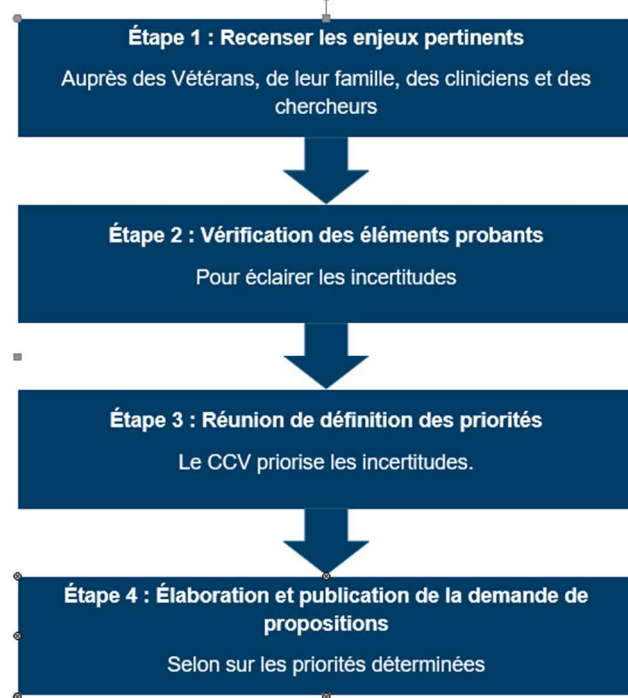 Étape 1 : Recenser les enjeux pertinents
Auprès des Vétérans, de leur famille, des cliniciens et des
chercheurs
Étape 2 : Vérification des éléments probants
Pour éclairer les incertitudes
Étape 3 : Réunion de définition des priorités
Le CCV priorise les incertitudes.
Étape 4 : Élaboration et publication de la demande de
propositions
Selon sur les priorités déterminées